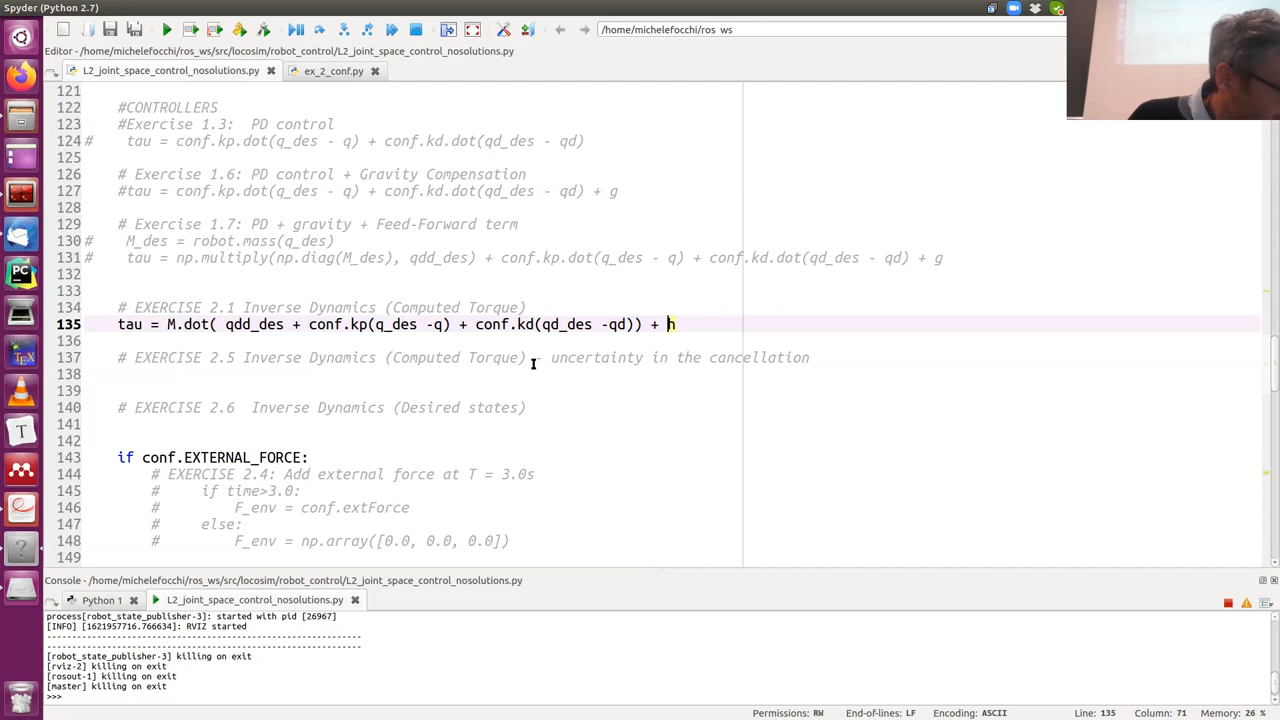 Spyder (Python 2.7)
/home/michelefocchi/ros_ws
Editor - /home/michelefocchi/ros_ws/src/locosim/robot_control/L2_joint_space_control_nosolutions.py
L2_joint_space_control_nosolutions.py ex_2_conf.py
121
122 #CONTROLLERS
123 #Exercise 1.3:  PD control
124 #    tau = conf.kp.dot(q_des - q) + conf.kd.dot(qd_des - qd)
125
126 # Exercise 1.6: PD control + Gravity Compensation
127 #tau = conf.kp.dot(q_des - q) + conf.kd.dot(qd_des - qd) + g
128
129 # Exercise 1.7: PD + gravity + Feed-Forward term
130 #    M_des = robot.mass(q_des)
131 #    tau = np.multiply(np.diag(M_des), qdd_des) + conf.kp.dot(q_des - q) + conf.kd.dot(qd_des - qd) + g
132
133
134 # EXERCISE 2.1 Inverse Dynamics (Computed Torque)
135 tau = M.dot( qdd_des + conf.kp(q_des -q) + conf.kd(qd_des -qd)) + h
136
137 # EXERCISE 2.5 Inverse Dynamics (Computed Torque) - uncertainty in the cancellation
138
139
140 # EXERCISE 2.6  Inverse Dynamics (Desired states)
141
142
143 if conf.EXTERNAL_FORCE:
144 # EXERCISE 2.4: Add external force at T = 3.0s
145 #     if time>3.0:
146 #         F_env = conf.extForce
147 #     else:
148 #         F_env = np.array([0.0, 0.0, 0.0])
149
Console - /home/michelefocchi/ros_ws/src/locosim/robot_control/L2_joint_space_control_nosolutions.py
Python 1 L2_joint_space_control_nosolutions.py
process[robot_state_publisher-3]: started with pid [26967]
[INFO] [1621957716.766634]: RVIZ started
------------------------------------------------------------
------------------------------------------------------------
[robot_state_publisher-3] killing on exit
[rviz-2] killing on exit
[rosout-1] killing on exit
[master] killing on exit
>>>
Permissions: RW End-of-lines: LF Encoding: ASCII Line: 135 Column: 71 Memory: 26 %